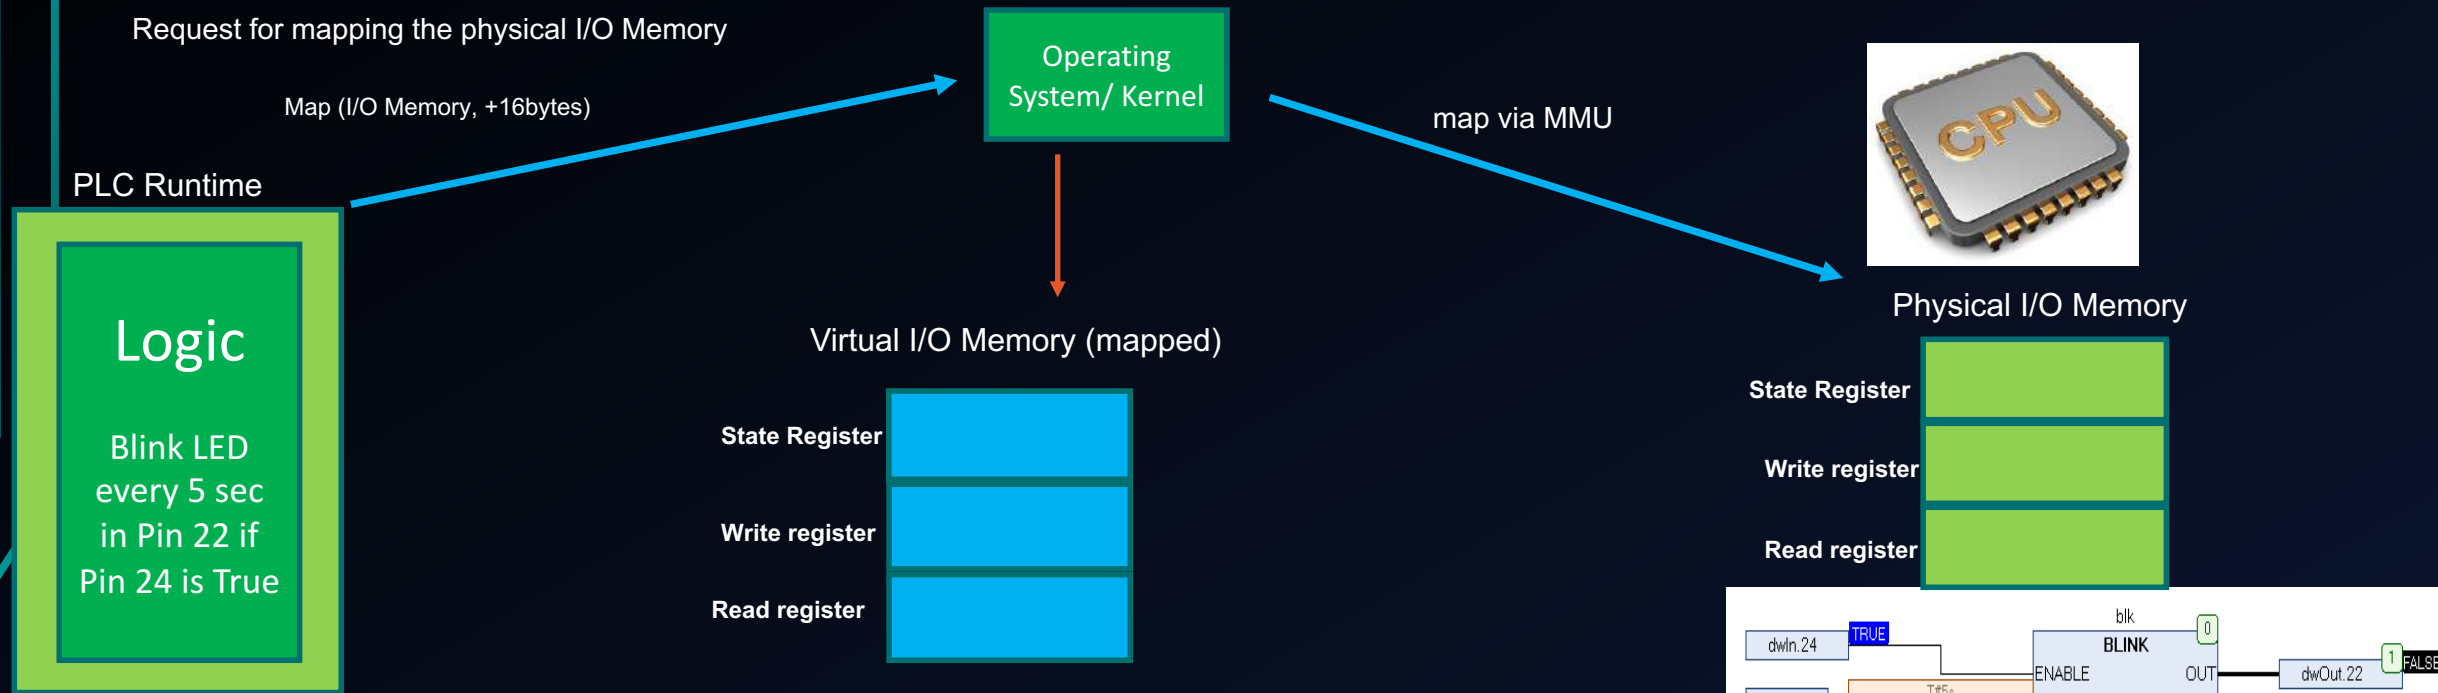 Request for mapping the physical I/O Memory
Map (I/O Memory, +16bytes)
Operating
System/ Kernel
map via MMU
CPU
PLC Runtime
Logic
Blink LED
every 5 sec
in Pin 22 if
Pin 24 is True
Virtual I/O Memory (mapped)
State Register
Write register
Read register
Physical I/O Memory
State Register
Write register
Read register
blk
0
dwIn.24
TRUE
BLINK
ENABLE
OUT
dwOut.22
1
FALSE
T#5s